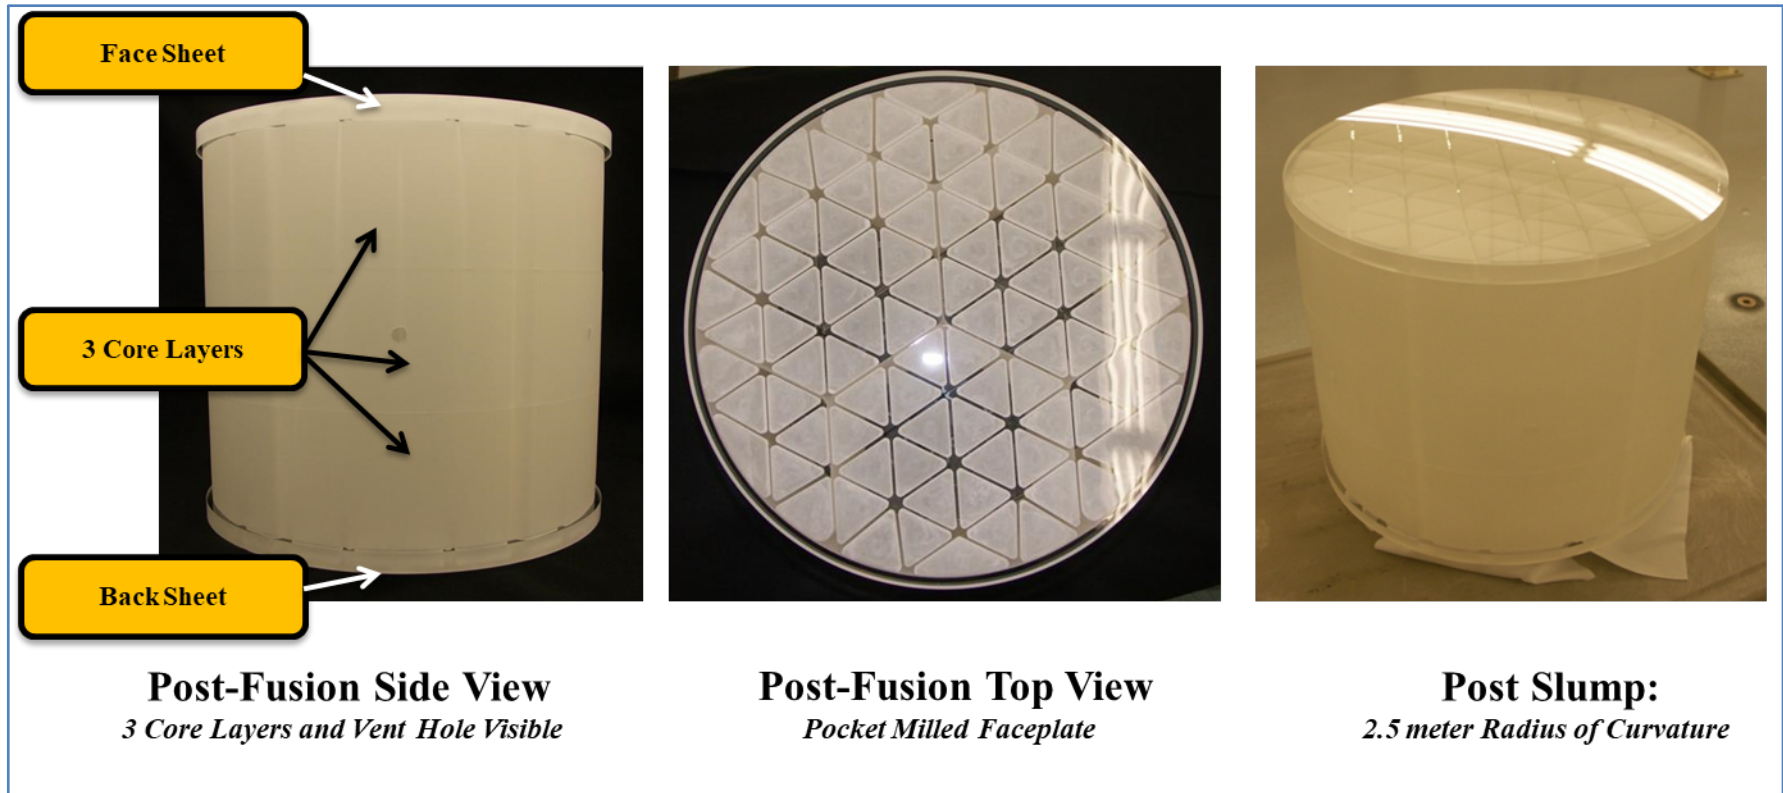 Face Sheet
3 Core Layers
Back Sheet
Post-Fusion Side View
3 Core Layers and Vent Hole Visible
Post-Fusion Top View
Pocket Milled Faceplate
Post Slump:
2.5 meter Radius of Curvature